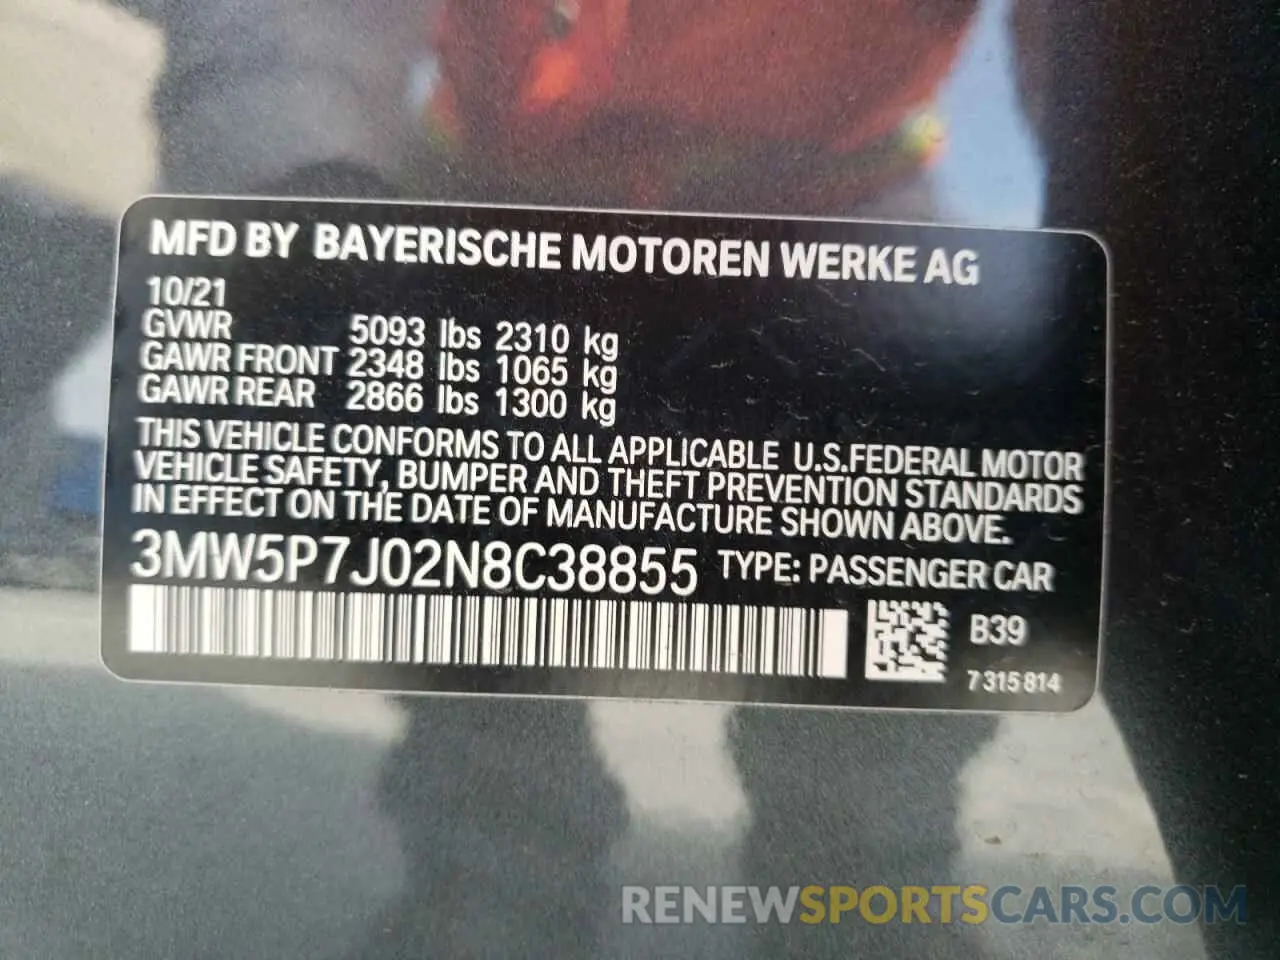 MFD BY BAYERISCHE MOTOREN WERKE AG
10/21
GVWR 5093 lbs 2310 kg
GAWR FRONT 2348 lbs 1065 kg
GAWR REAR 2866 lbs 1300 kg
THIS VEHICLE CONFORMS TO ALL APPLICABLE U.S.FEDERAL MOTOR
VEHICLE SAFETY, BUMPER AND THEFT PREVENTION STANDARDS
IN EFFECT ON THE DATE OF MANUFACTURE SHOWN ABOVE.
3MW5P7J02N8C38855 TYPE: PASSENGER CAR
B39
7 315 814
RENEWSPORTSCARS.COM